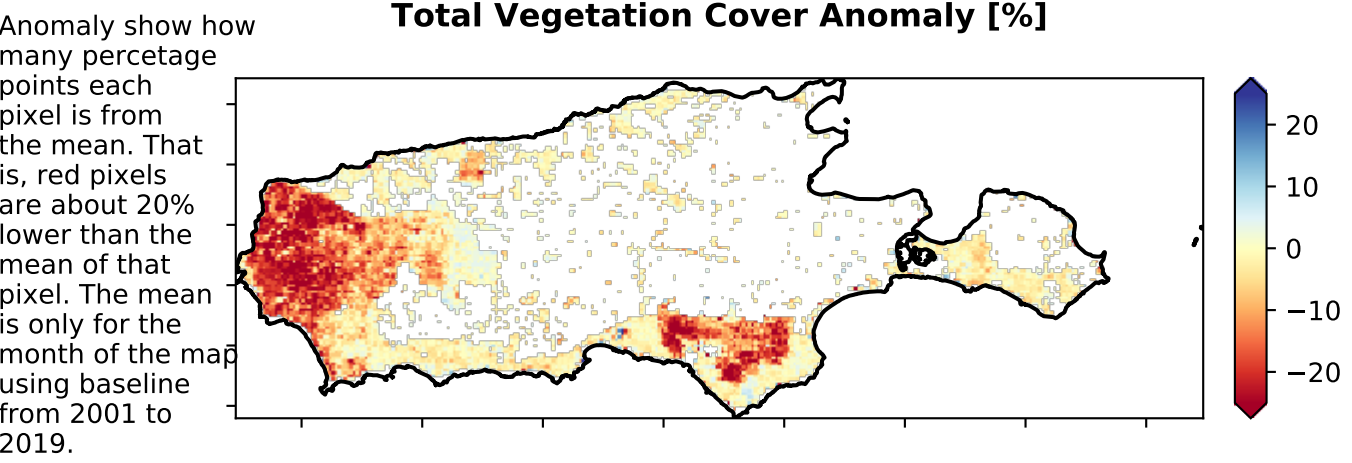 Total Vegetation Cover Anomaly [%]
Anomaly show how
many percetage
points each
pixel is from
the mean. That
is, red pixels
are about 20%
lower than the
mean of that
pixel. The mean
is only for the
month of the map
using baseline
from 2001 to
2019.
20
10
0
−10
−20